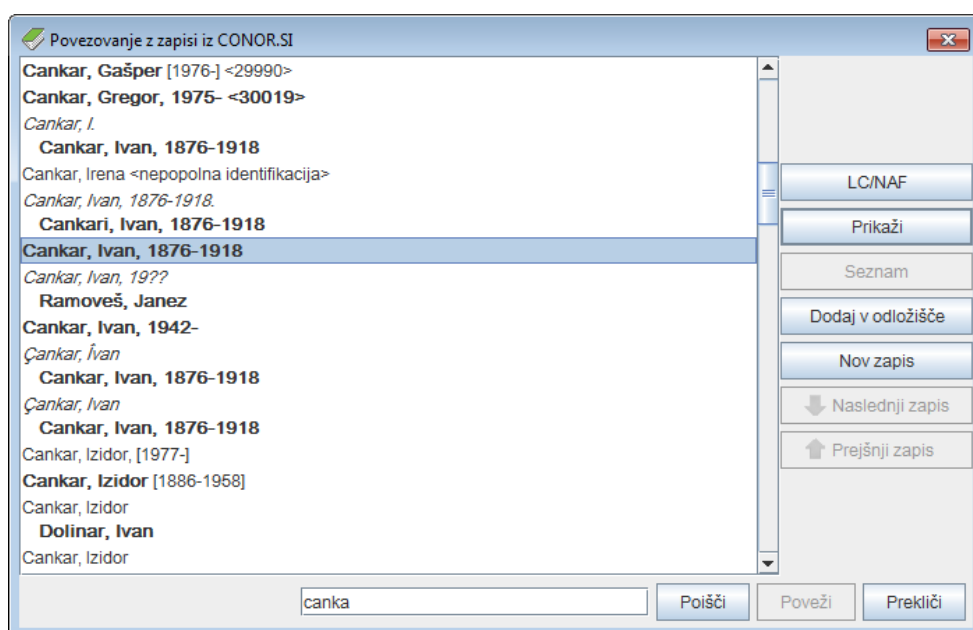 Povezovanje z zapisi iz CONOR.SI
Cankar, Gašper [1976-] <29990>
Cankar, Gregor, 1975- <30019>
Cankar, I.
Cankar, Ivan, 1876-1918
Cankar, Irena <nepopolna identifikacija>
Cankar, Ivan, 1876-1918.
Cankari, Ivan, 1876-1918
Cankar, Ivan, 1876-1918
Cankar, Ivan, 19??
Ramoveš, Janez
Cankar, Ivan, 1942-
Çankar, Îvan
Cankar, Ivan, 1876-1918
Çankar, Ivan
Cankar, Ivan, 1876-1918
Cankar, Izidor, [1977-]
Cankar, Izidor [1886-1958]
Cankar, Izidor
Dolinar, Ivan
Cankar, Izidor
LC/NAF
Prikaži
Seznam
Dodaj v odložišče
Nov zapis
Naslednji zapis
Prejšnji zapis
canka
Poišči
Poveži
Prekliči